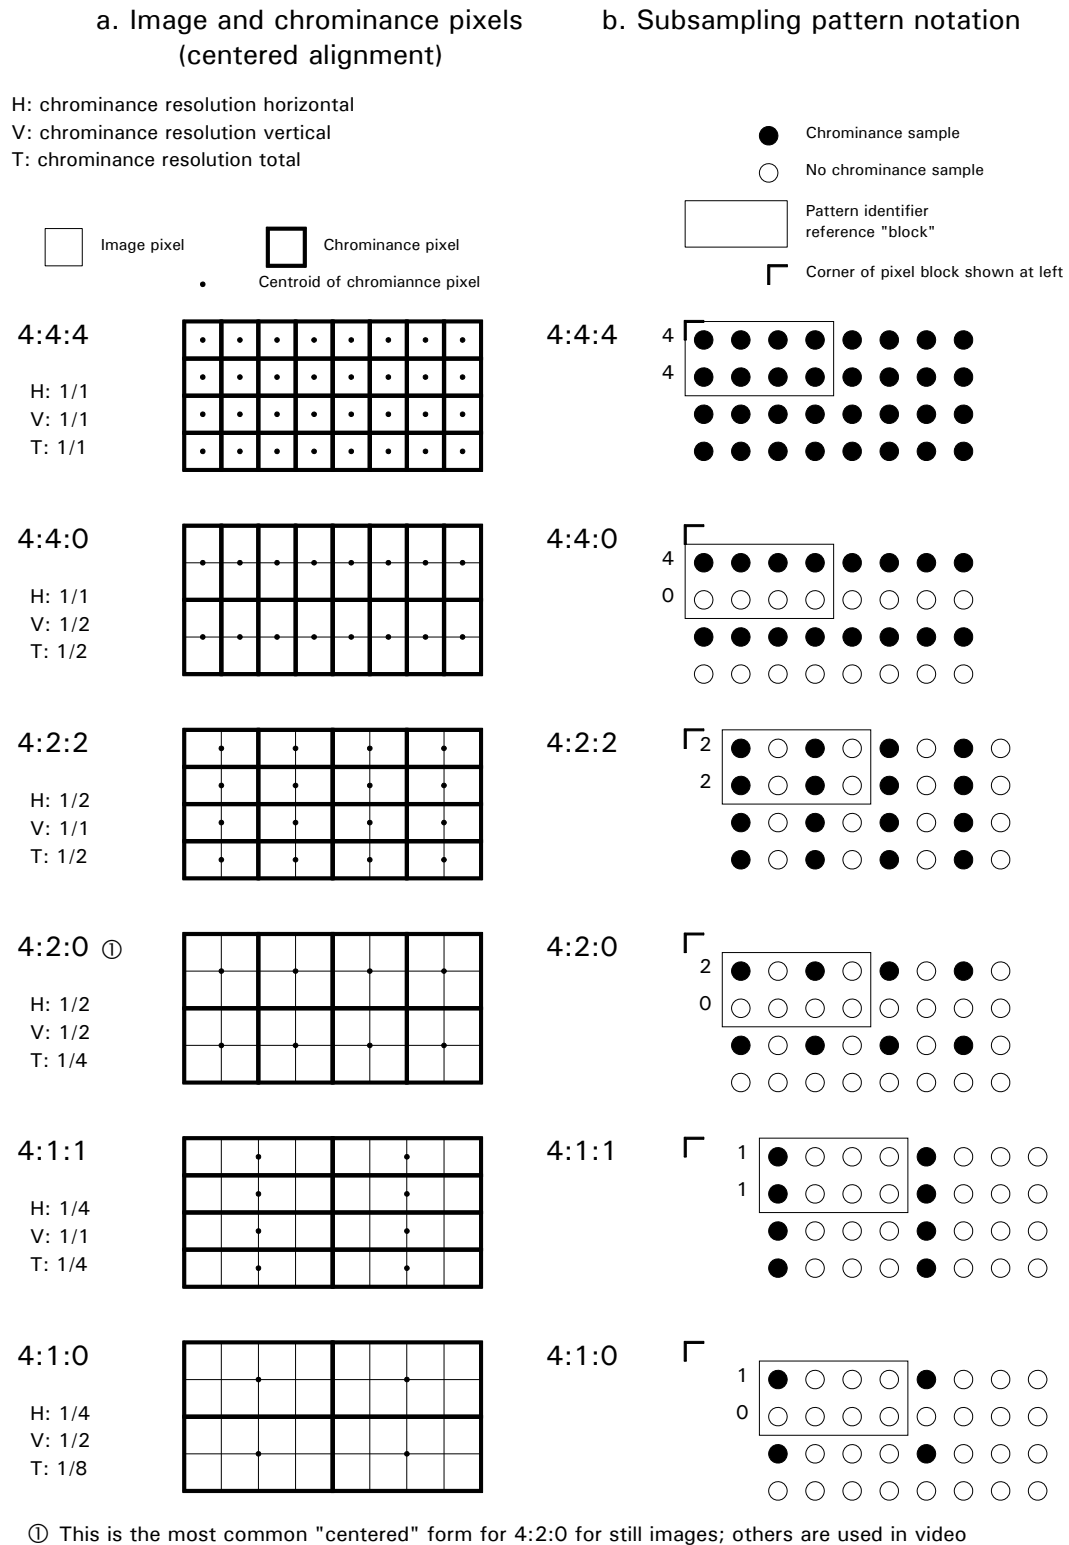 a. Image and chrominance pixels
(centered alignment)
b. Subsampling pattern notation
H: chrominance resolution horizontal
V: chrominance resolution vertical
T: chrominance resolution total
Chrominance sample
No chrominance sample
Pattern identifier
reference "block"
Corner of pixel block shown at left
Image pixel
Chrominance pixel
Centroid of chromiannce pixel
4:4:4
H: 1/1
V: 1/1
T: 1/1
4:4:4
4
4
4:4:0
H: 1/1
V: 1/2
T: 1/2
4:4:0
4
0
4:2:2
H: 1/2
V: 1/1
T: 1/2
4:2:2
2
2
4:2:0 ①
H: 1/2
V: 1/2
T: 1/4
4:2:0
2
0
4:1:1
H: 1/4
V: 1/1
T: 1/4
4:1:1
1
1
4:1:0
H: 1/4
V: 1/2
T: 1/8
4:1:0
1
0
① This is the most common "centered" form for 4:2:0 for still images; others are used in video